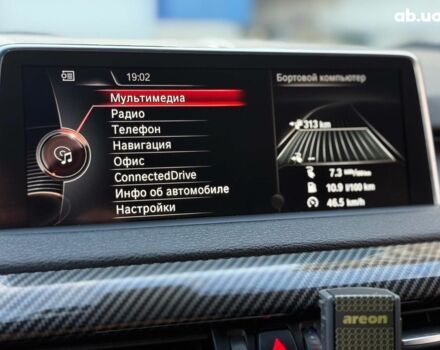 ab.ua
19:02
Бортовой компьютер
Мультимедиа
Радио
Телефон
Навигация
Офис
ConnectedDrive
Инфо об автомобиле
Настройки
313 km
--
7.3
10.9 l/100 km
46.5 km/h
areon